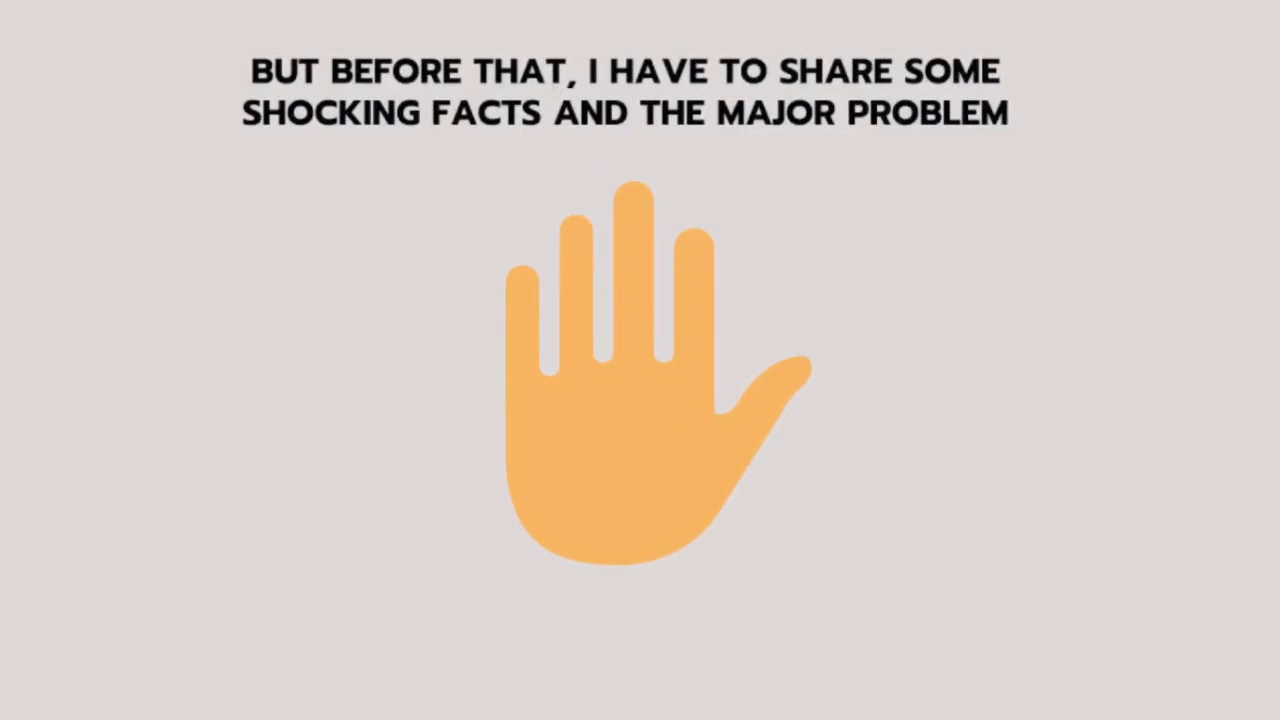 BUT BEFORE THAT, I HAVE TO SHARE SOME
SHOCKING FACTS AND THE MAJOR PROBLEM